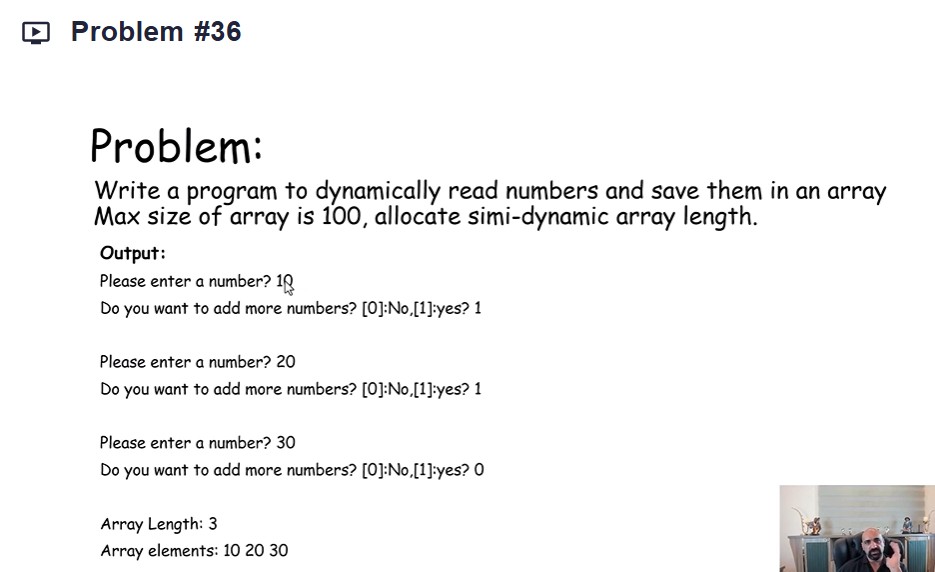 Problem #36
Problem:
Write a program to dynamically read numbers and save them in an array
Max size of array is 100, allocate simi-dynamic array length.
Output:
Please enter a number? 10
Do you want to add more numbers? [0]:No,[1]:yes? 1
Please enter a number? 20
Do you want to add more numbers? [0]:No,[1]:yes? 1
Please enter a number? 30
Do you want to add more numbers? [0]:No,[1]:yes? 0
Array Length: 3
Array elements: 10 20 30